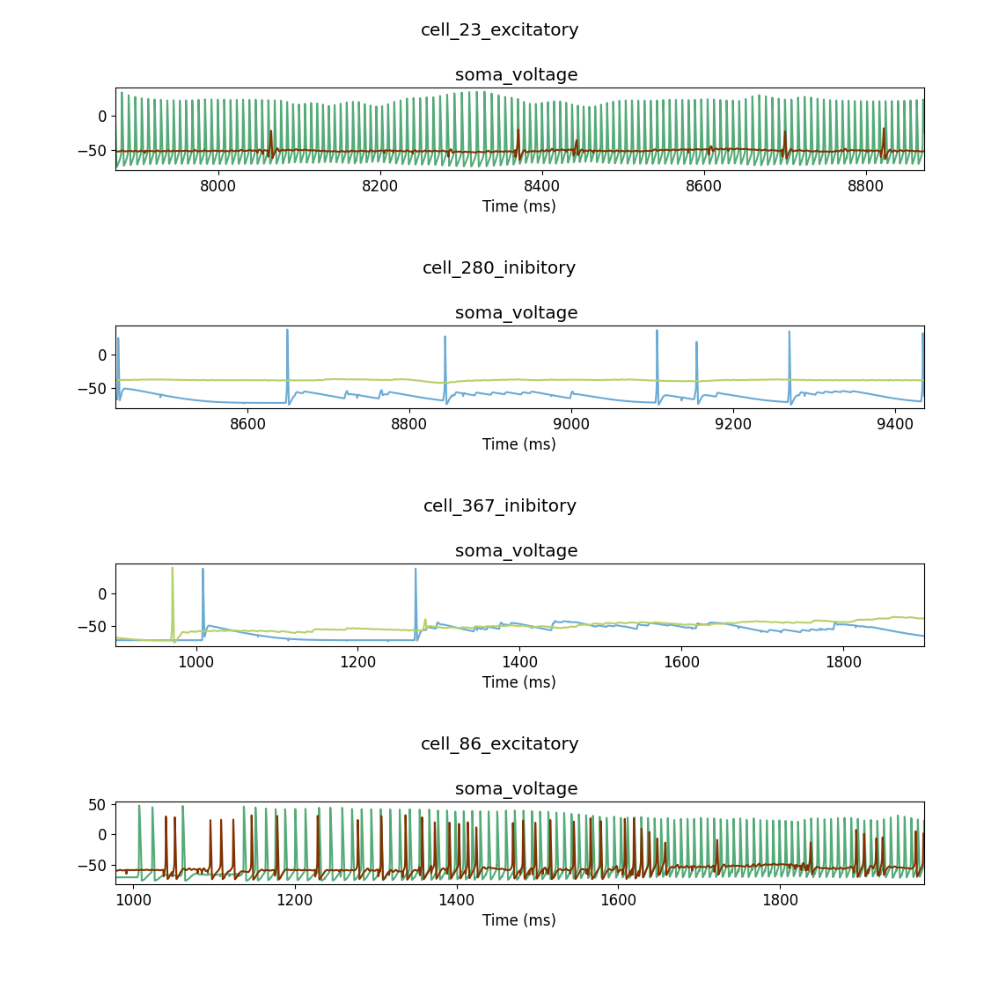 cell_23_excitatory
soma_voltage
0
−50
8000 8200 8400 8600 8800
Time (ms)
cell_280_inibitory
soma_voltage
0
−50
8600 8800 9000 9200 9400
Time (ms)
cell_367_inibitory
soma_voltage
0
−50
1000 1200 1400 1600 1800
Time (ms)
cell_86_excitatory
soma_voltage
50
0
−50
1000 1200 1400 1600 1800
Time (ms)